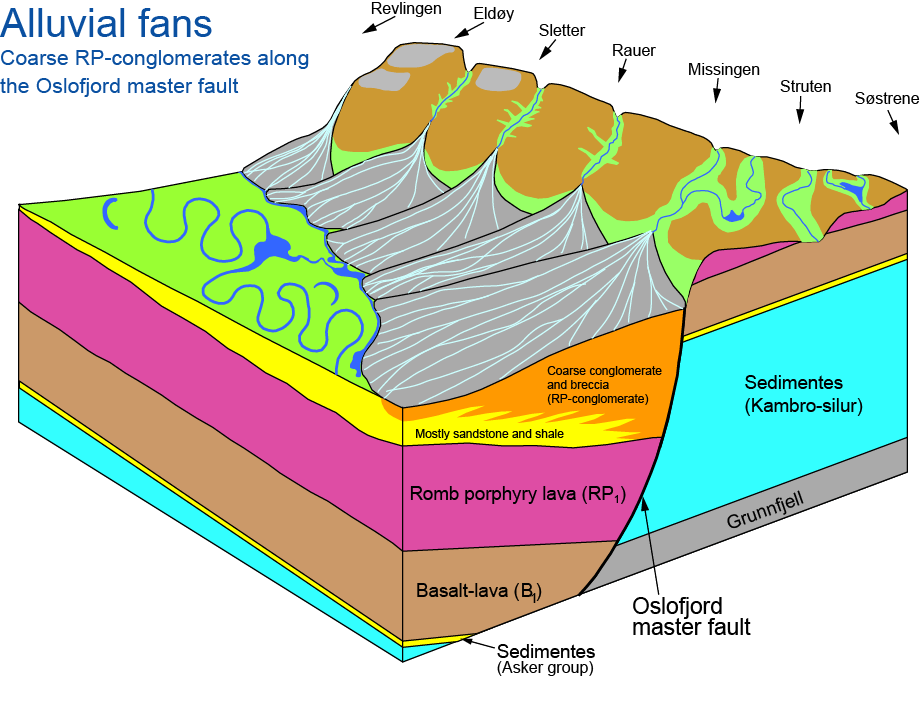 Alluvial fans
Coarse RP-conglomerates along
the Oslofjord master fault
Revlingen
Eldøy
Sletter
Rauer
Missingen
Struten
Søstrene
Coarse conglomerate
and breccia
(RP-conglomerate)
Mostly sandstone and shale
Sedimentes
(Kambro-silur)
Romb porphyry lava (RP1)
Grunnfjell
Basalt-lava (B1)
Oslofjord
master fault
Sedimentes
(Asker group)